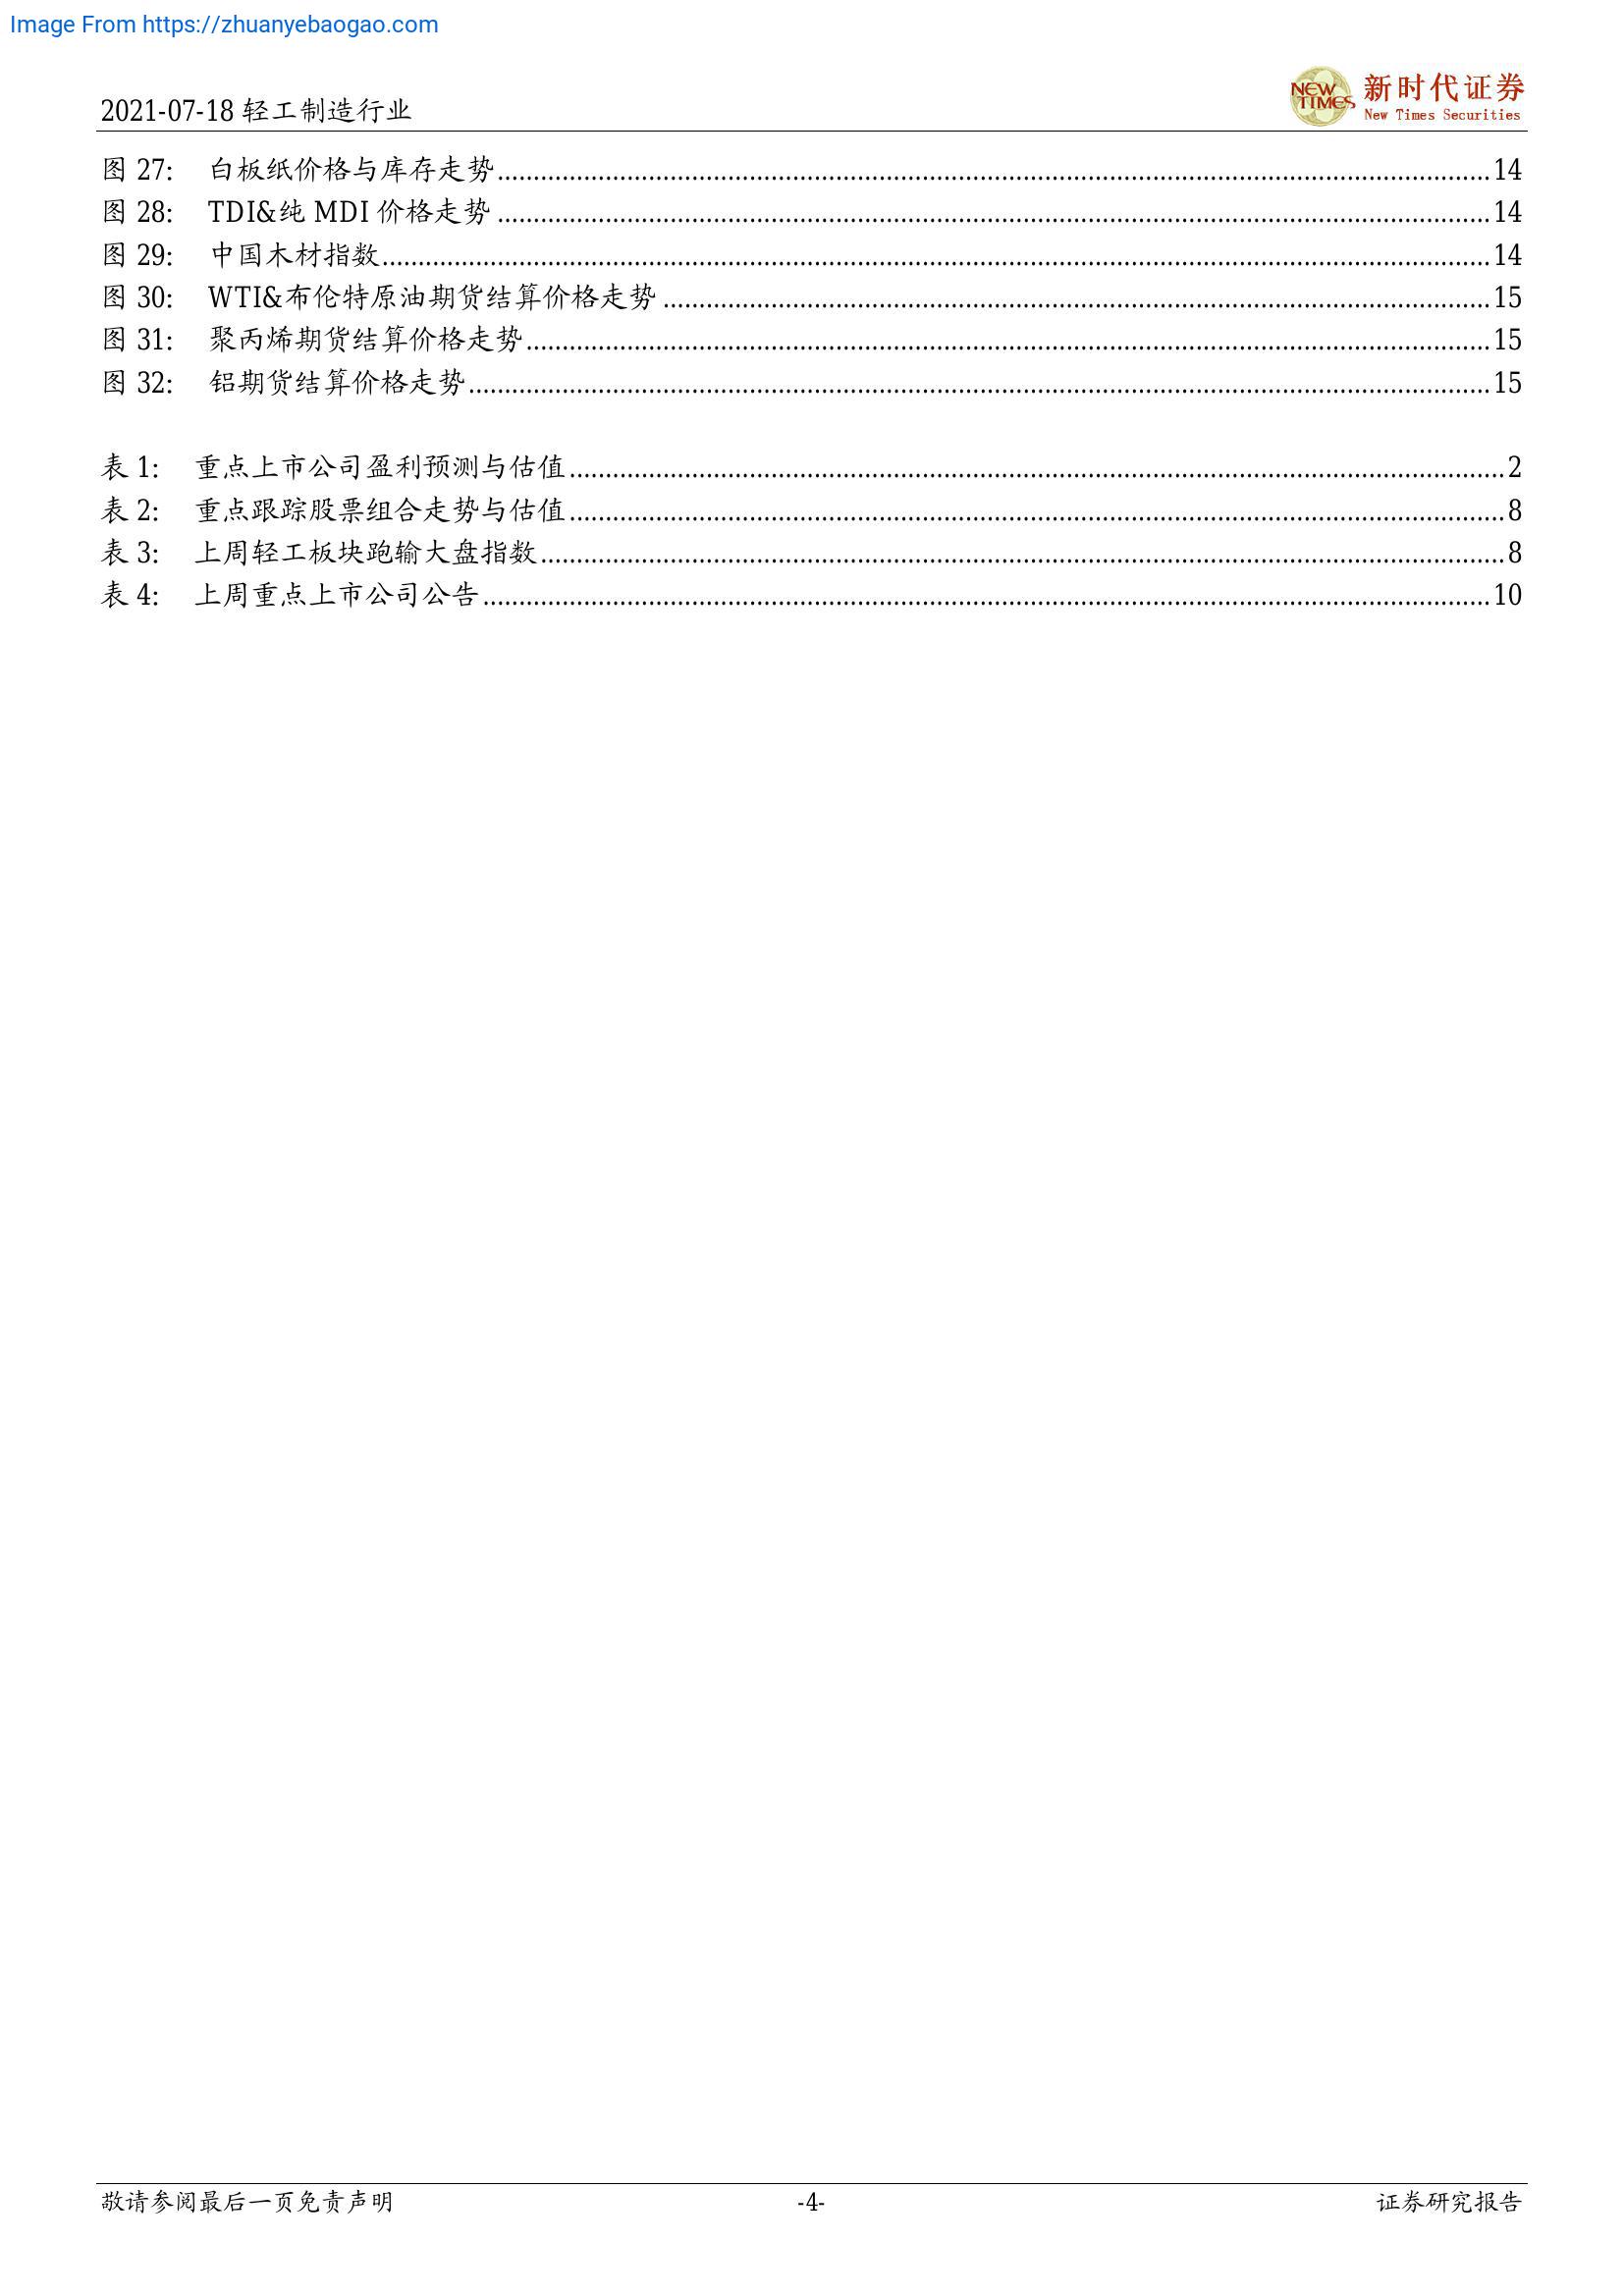 Image From https://zhuanyebaogao.com
2021-07-18 轻工制造行业
NEW TIMES 新时代证券
New Times Securities
图 27: 白板纸价格与库存走势........................................14
图 28: TDI&纯 MDI 价格走势........................................14
图 29: 中国木材指数........................................14
图 30: WTI&布伦特原油期货结算价格走势........................................15
图 31: 聚丙烯期货结算价格走势........................................15
图 32: 铝期货结算价格走势........................................15
表 1: 重点上市公司盈利预测与估值........................................2
表 2: 重点跟踪股票组合走势与估值........................................8
表 3: 上周轻工板块跑输大盘指数........................................8
表 4: 上周重点上市公司公告........................................10
敬请参阅最后一页免责声明 -4- 证券研究报告